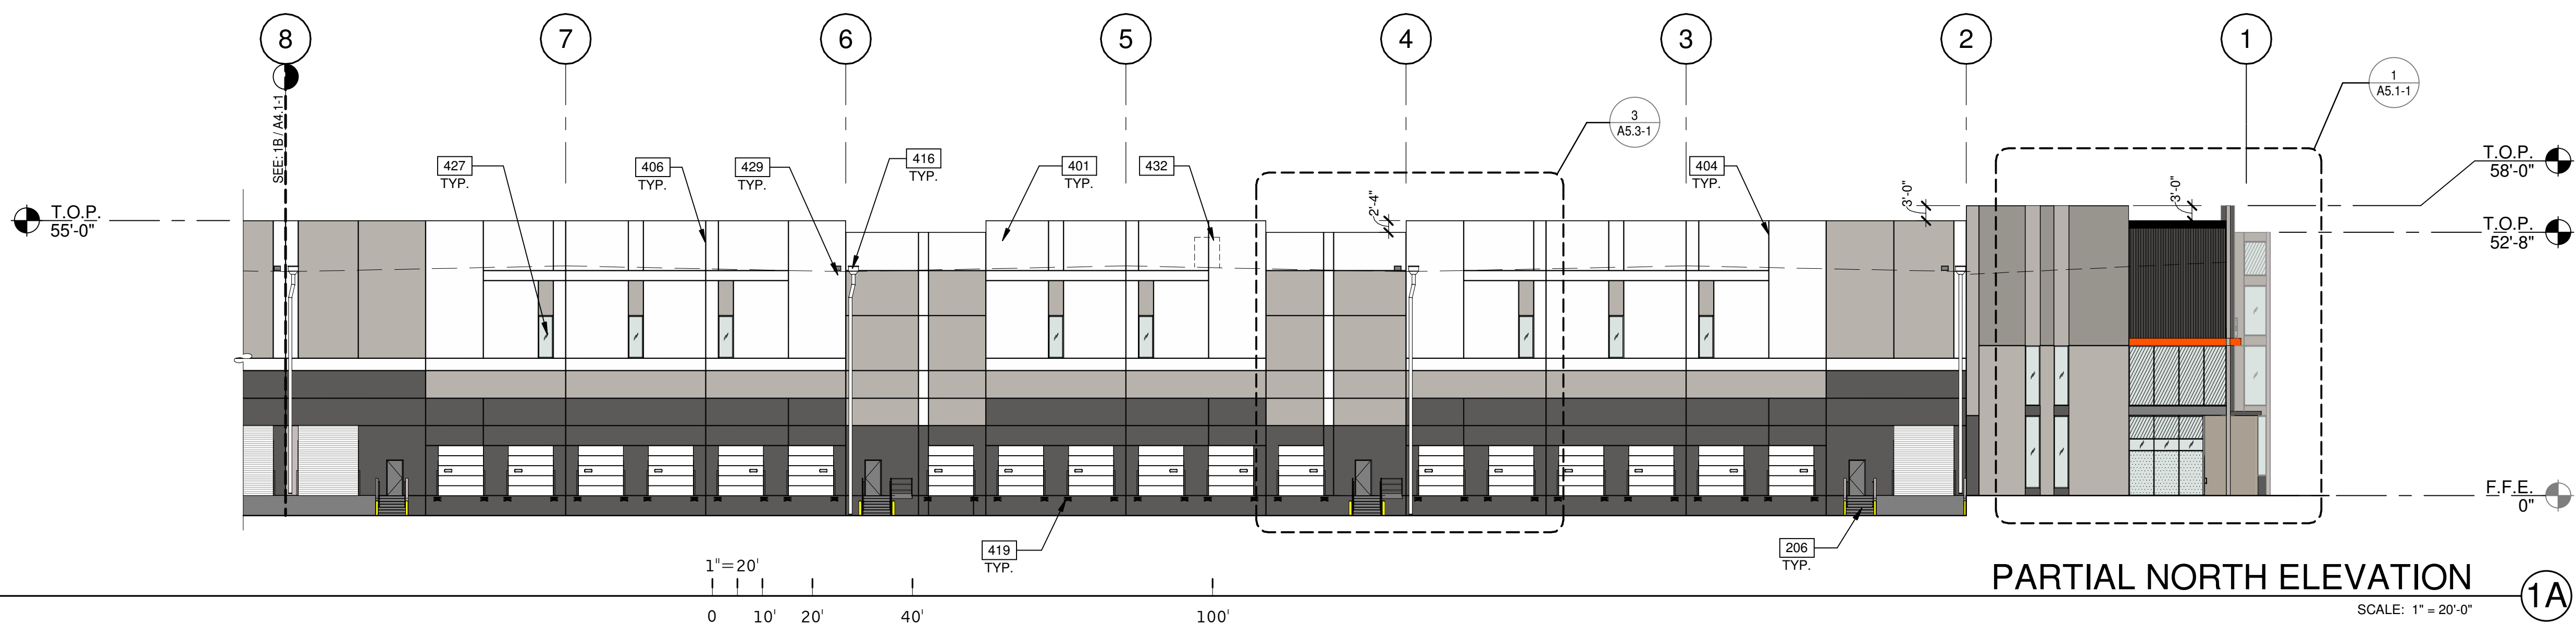 8
7
6
5
4
3
2
1
SEE: 1B / A4.1-1
1
A5.1-1
3
A5.3-1
427
TYP.
406
TYP.
429
TYP.
416
TYP.
401
TYP.
432
404
TYP.
T.O.P.
55'-0"
2'-4"
3'-0"
3'-0"
T.O.P.
58'-0"
T.O.P.
52'-8"
F.F.E.
0"
419
TYP.
206
TYP.
1"=20'
0
10'
20'
40'
100'
PARTIAL NORTH ELEVATION
SCALE: 1" = 20'-0"
1A